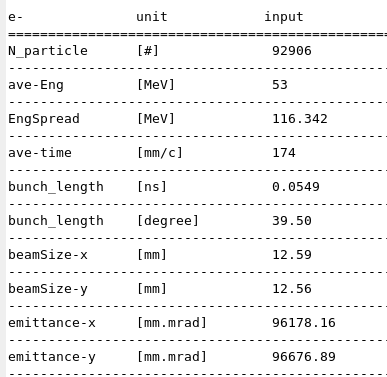 e- unit input
================================================
N_particle [#] 92906
------------------------------------------------
ave-Eng [MeV] 53
------------------------------------------------
EngSpread [MeV] 116.342
------------------------------------------------
ave-time [mm/c] 174
------------------------------------------------
bunch_length [ns] 0.0549
------------------------------------------------
bunch_length [degree] 39.50
------------------------------------------------
beamSize-x [mm] 12.59
------------------------------------------------
beamSize-y [mm] 12.56
------------------------------------------------
emittance-x [mm.mrad] 96178.16
------------------------------------------------
emittance-y [mm.mrad] 96676.89
------------------------------------------------